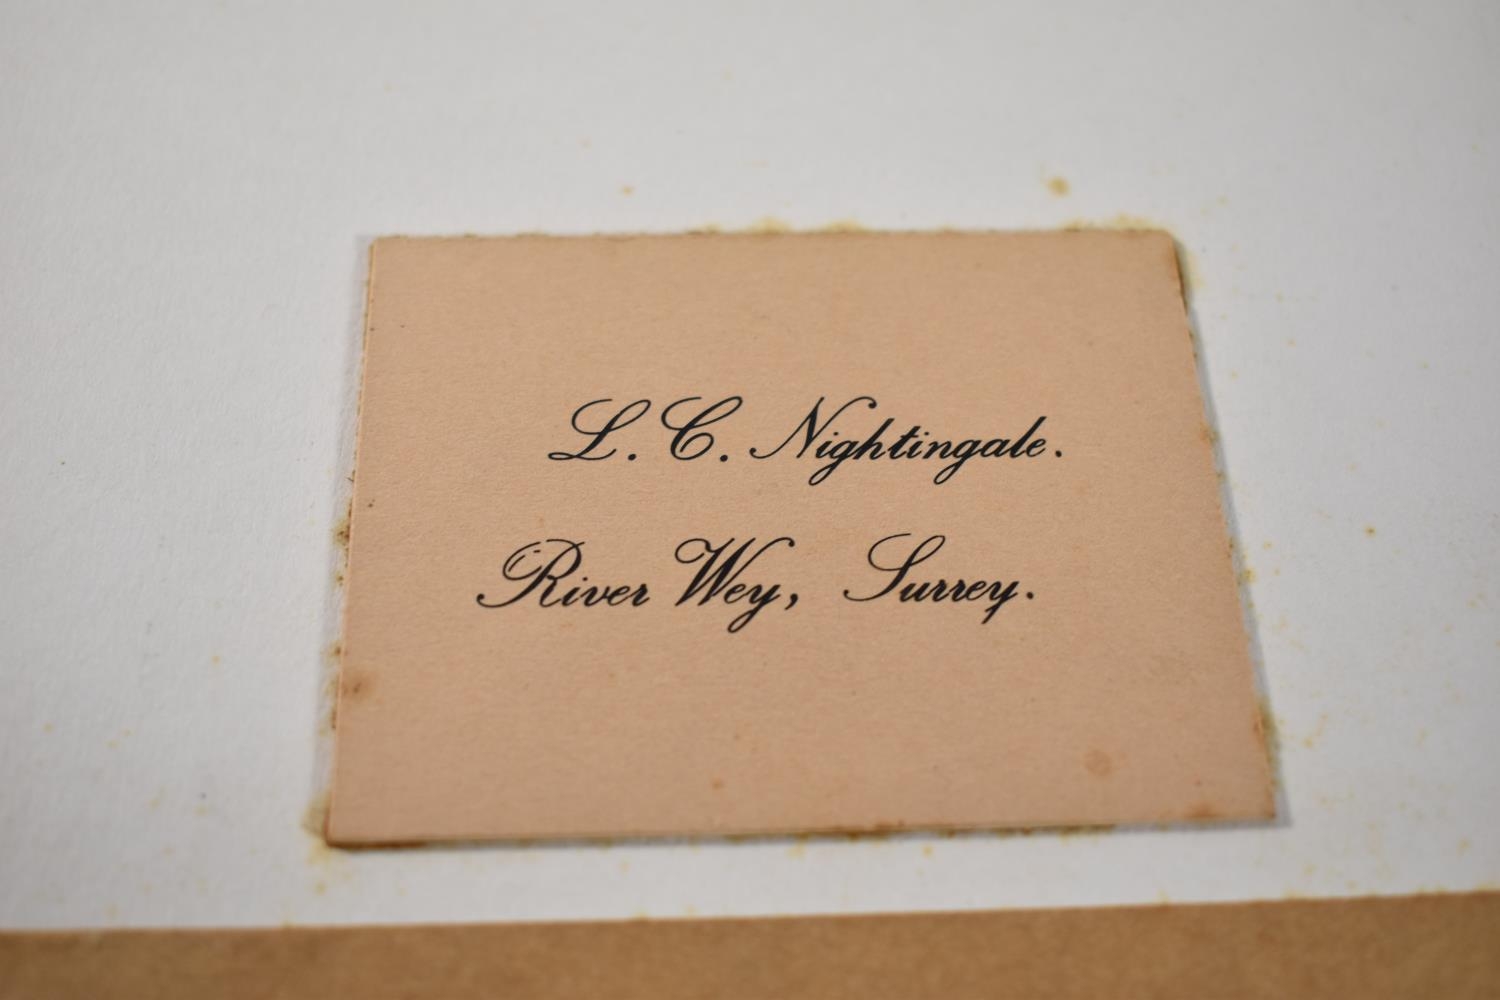 L. C. Nightingale.
River Wey, Surrey.